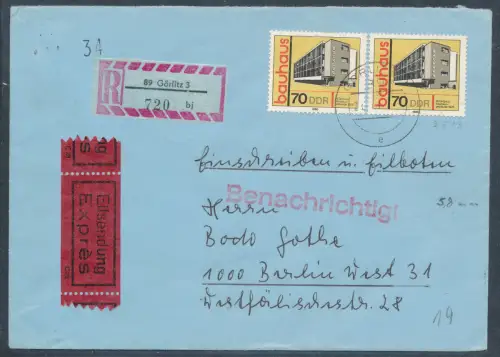 3A
R
89 Görlitz 3
720 bj
bauhaus
70 DDR
bauhaus
70 DDR
e
Einschreiben u. Eilboten
Benachrichtigt
Herrn
Bodo Gothe
1000 Berlin West 31
Westfälischestr. 28
Eilsendung
Exprès
19